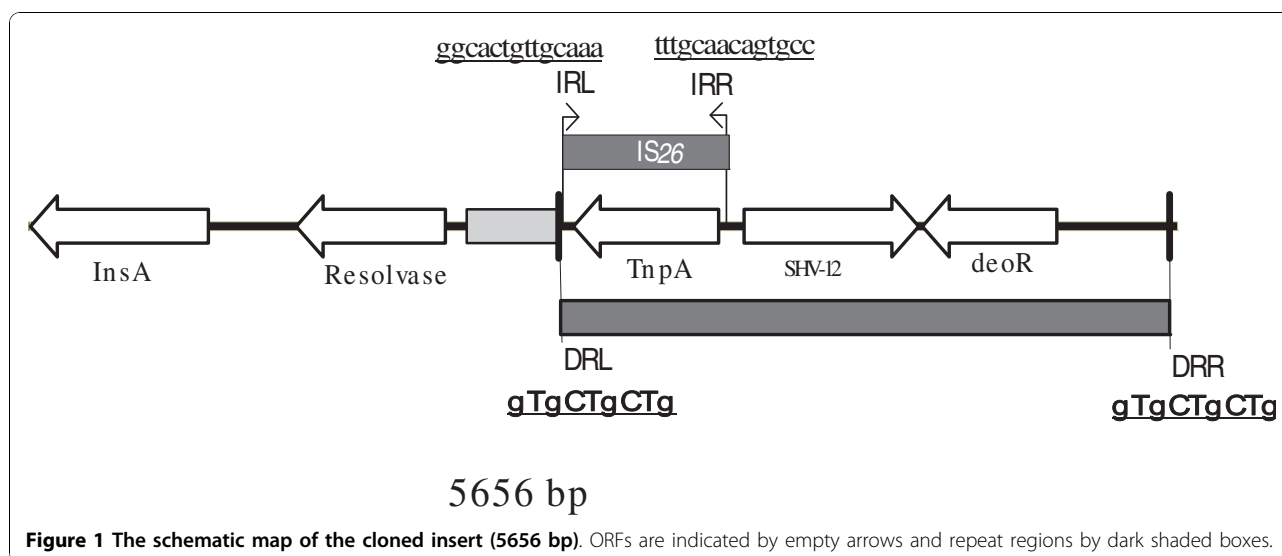 ggcactgttgcaaa
tttgcaacagtgcc
IRL
IRR
IS26
InsA
Resolvase
TnpA
SHV-12
deoR
DRL
DRR
gTgCTgCTg
gTgCTgCTg
5656 bp
Figure 1 The schematic map of the cloned insert (5656 bp). ORFs are indicated by empty arrows and repeat regions by dark shaded boxes.